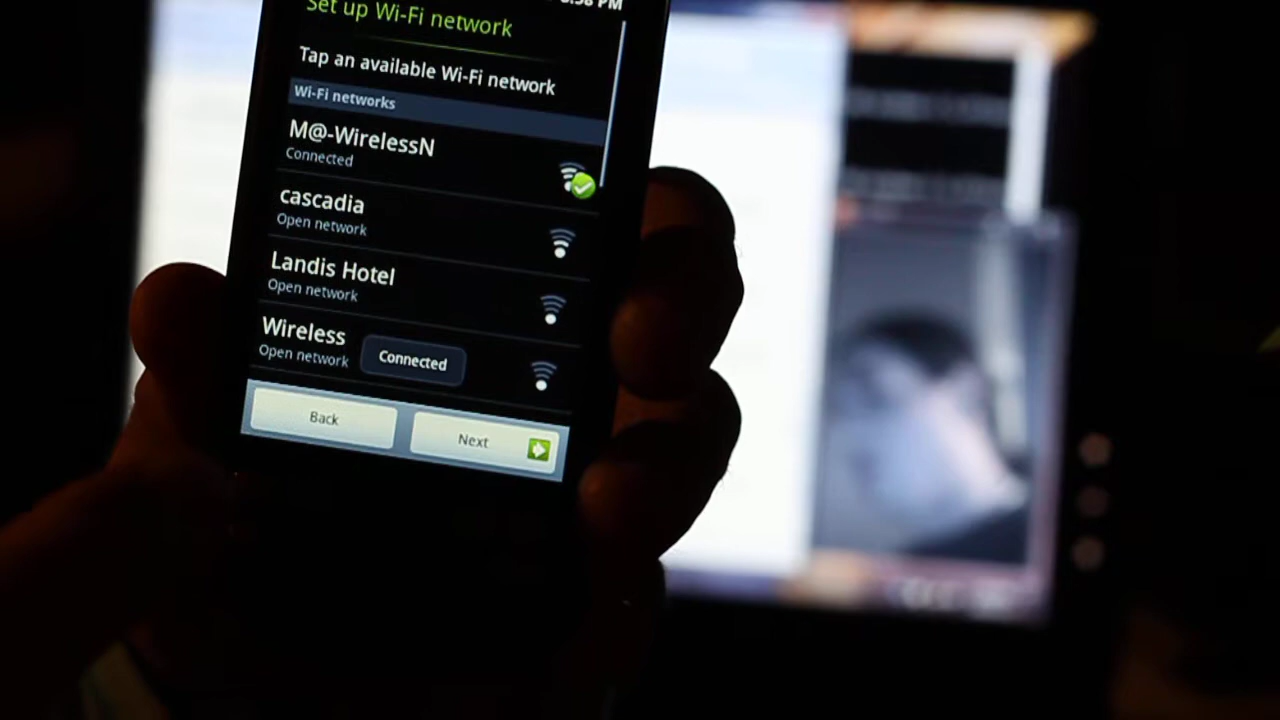 Set up Wi-Fi network
Tap an available Wi-Fi network
Wi-Fi networks
M@-WirelessN
Connected
cascadia
Open network
Landis Hotel
Open network
Wireless
Open network
Connected
Back
Next